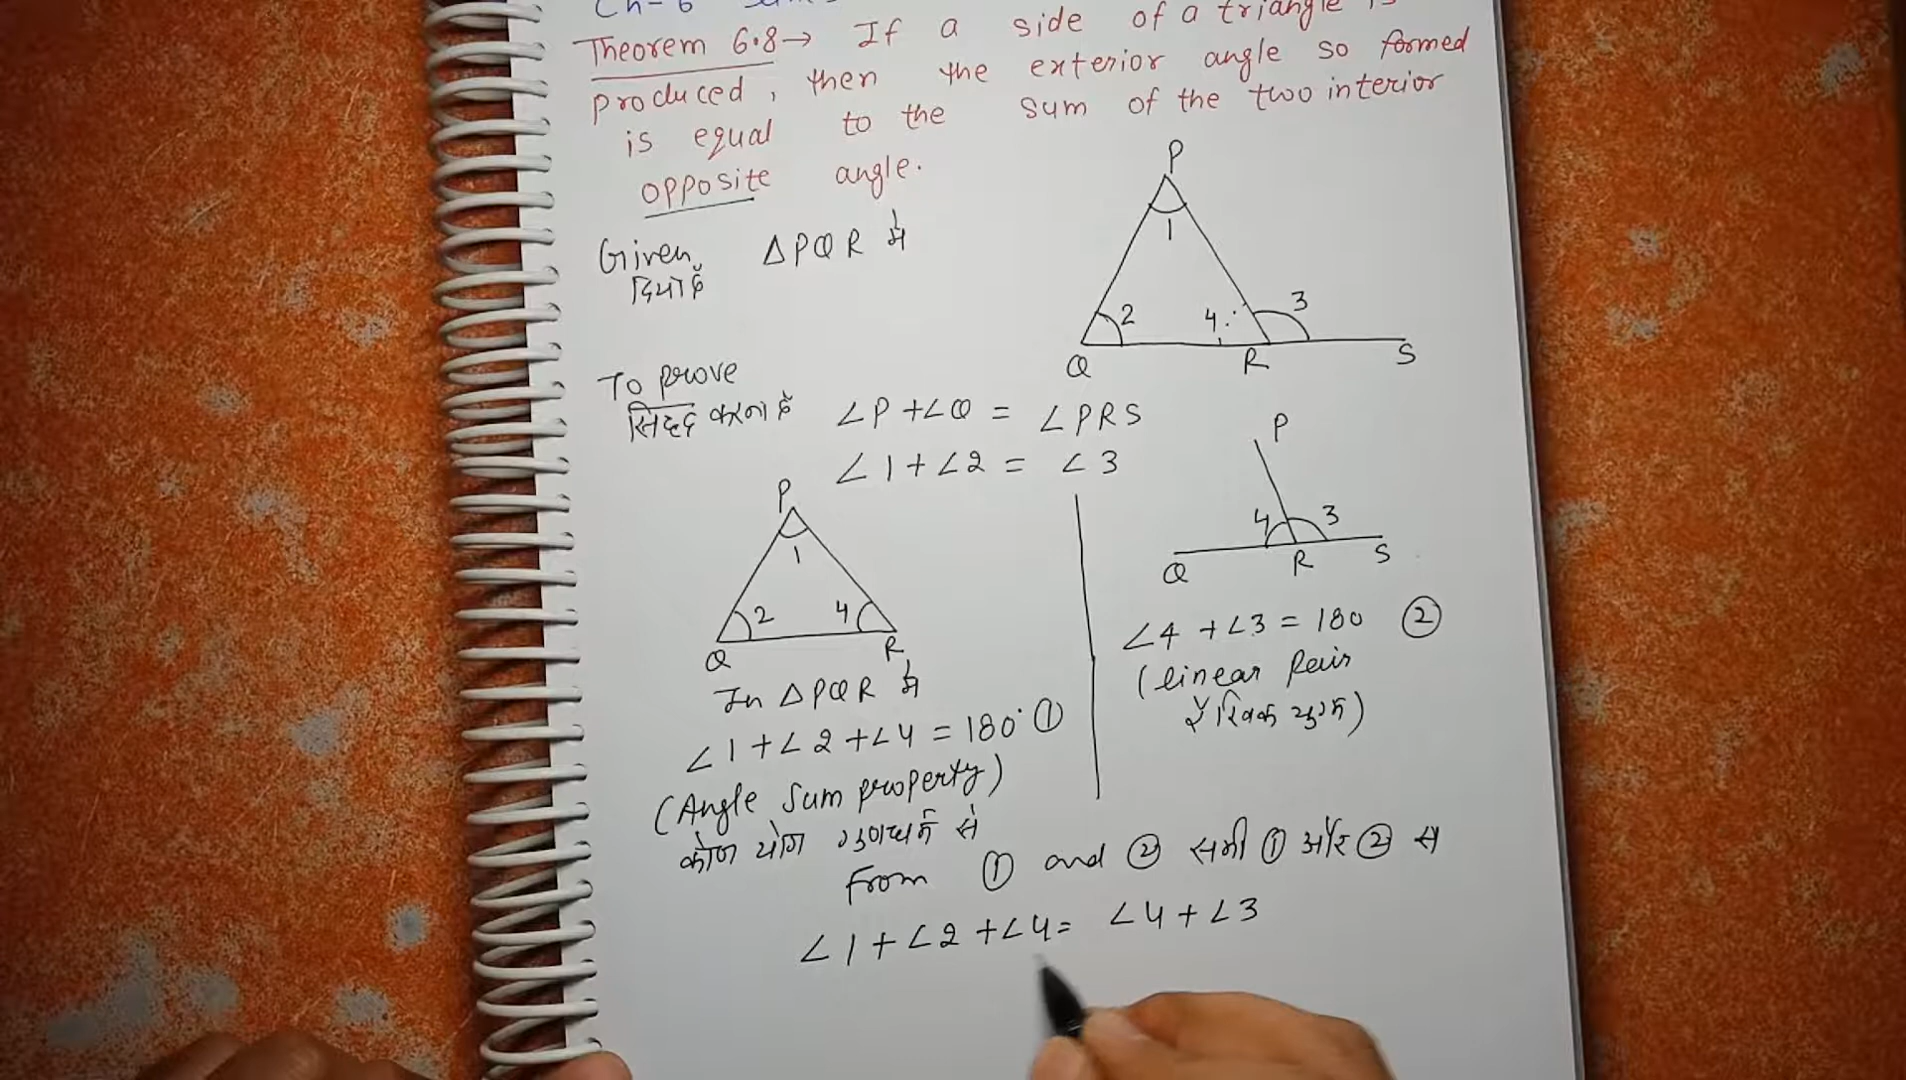 Ch-6
Theorem 6.8→ If a side of a triangle is
produced, then the exterior angle so formed
is equal to the sum of the two interior
opposite angle.
P
1
2
4
3
Q
R
S
Given, ΔPQR में
दिया है
To prove
सिद्ध करना है
∠P+∠Q = ∠PRS
∠1+∠2 = ∠3
P
1
2
4
Q
R
In ΔPQR में
∠1+∠2+∠4 = 180° ①
(Angle Sum property)
कोण योग गुणधर्म से
P
4
3
Q
R
S
∠4 +∠3 = 180 ②
(linear Pair
रैखिक युग्म)
From ① and ② समी ① और ② से
∠1+∠2+∠4= ∠4+∠3